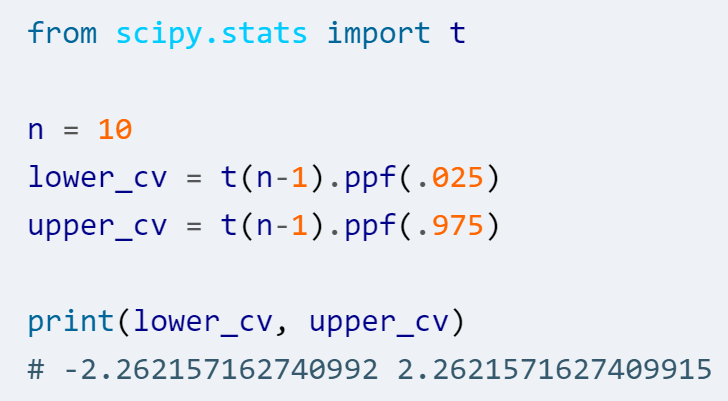 from scipy.stats import t
n = 10
lower_cv = t(n-1).ppf(.025)
upper_cv = t(n-1).ppf(.975)
print(lower_cv, upper_cv)
# -2.262157162740992 2.2621571627409915